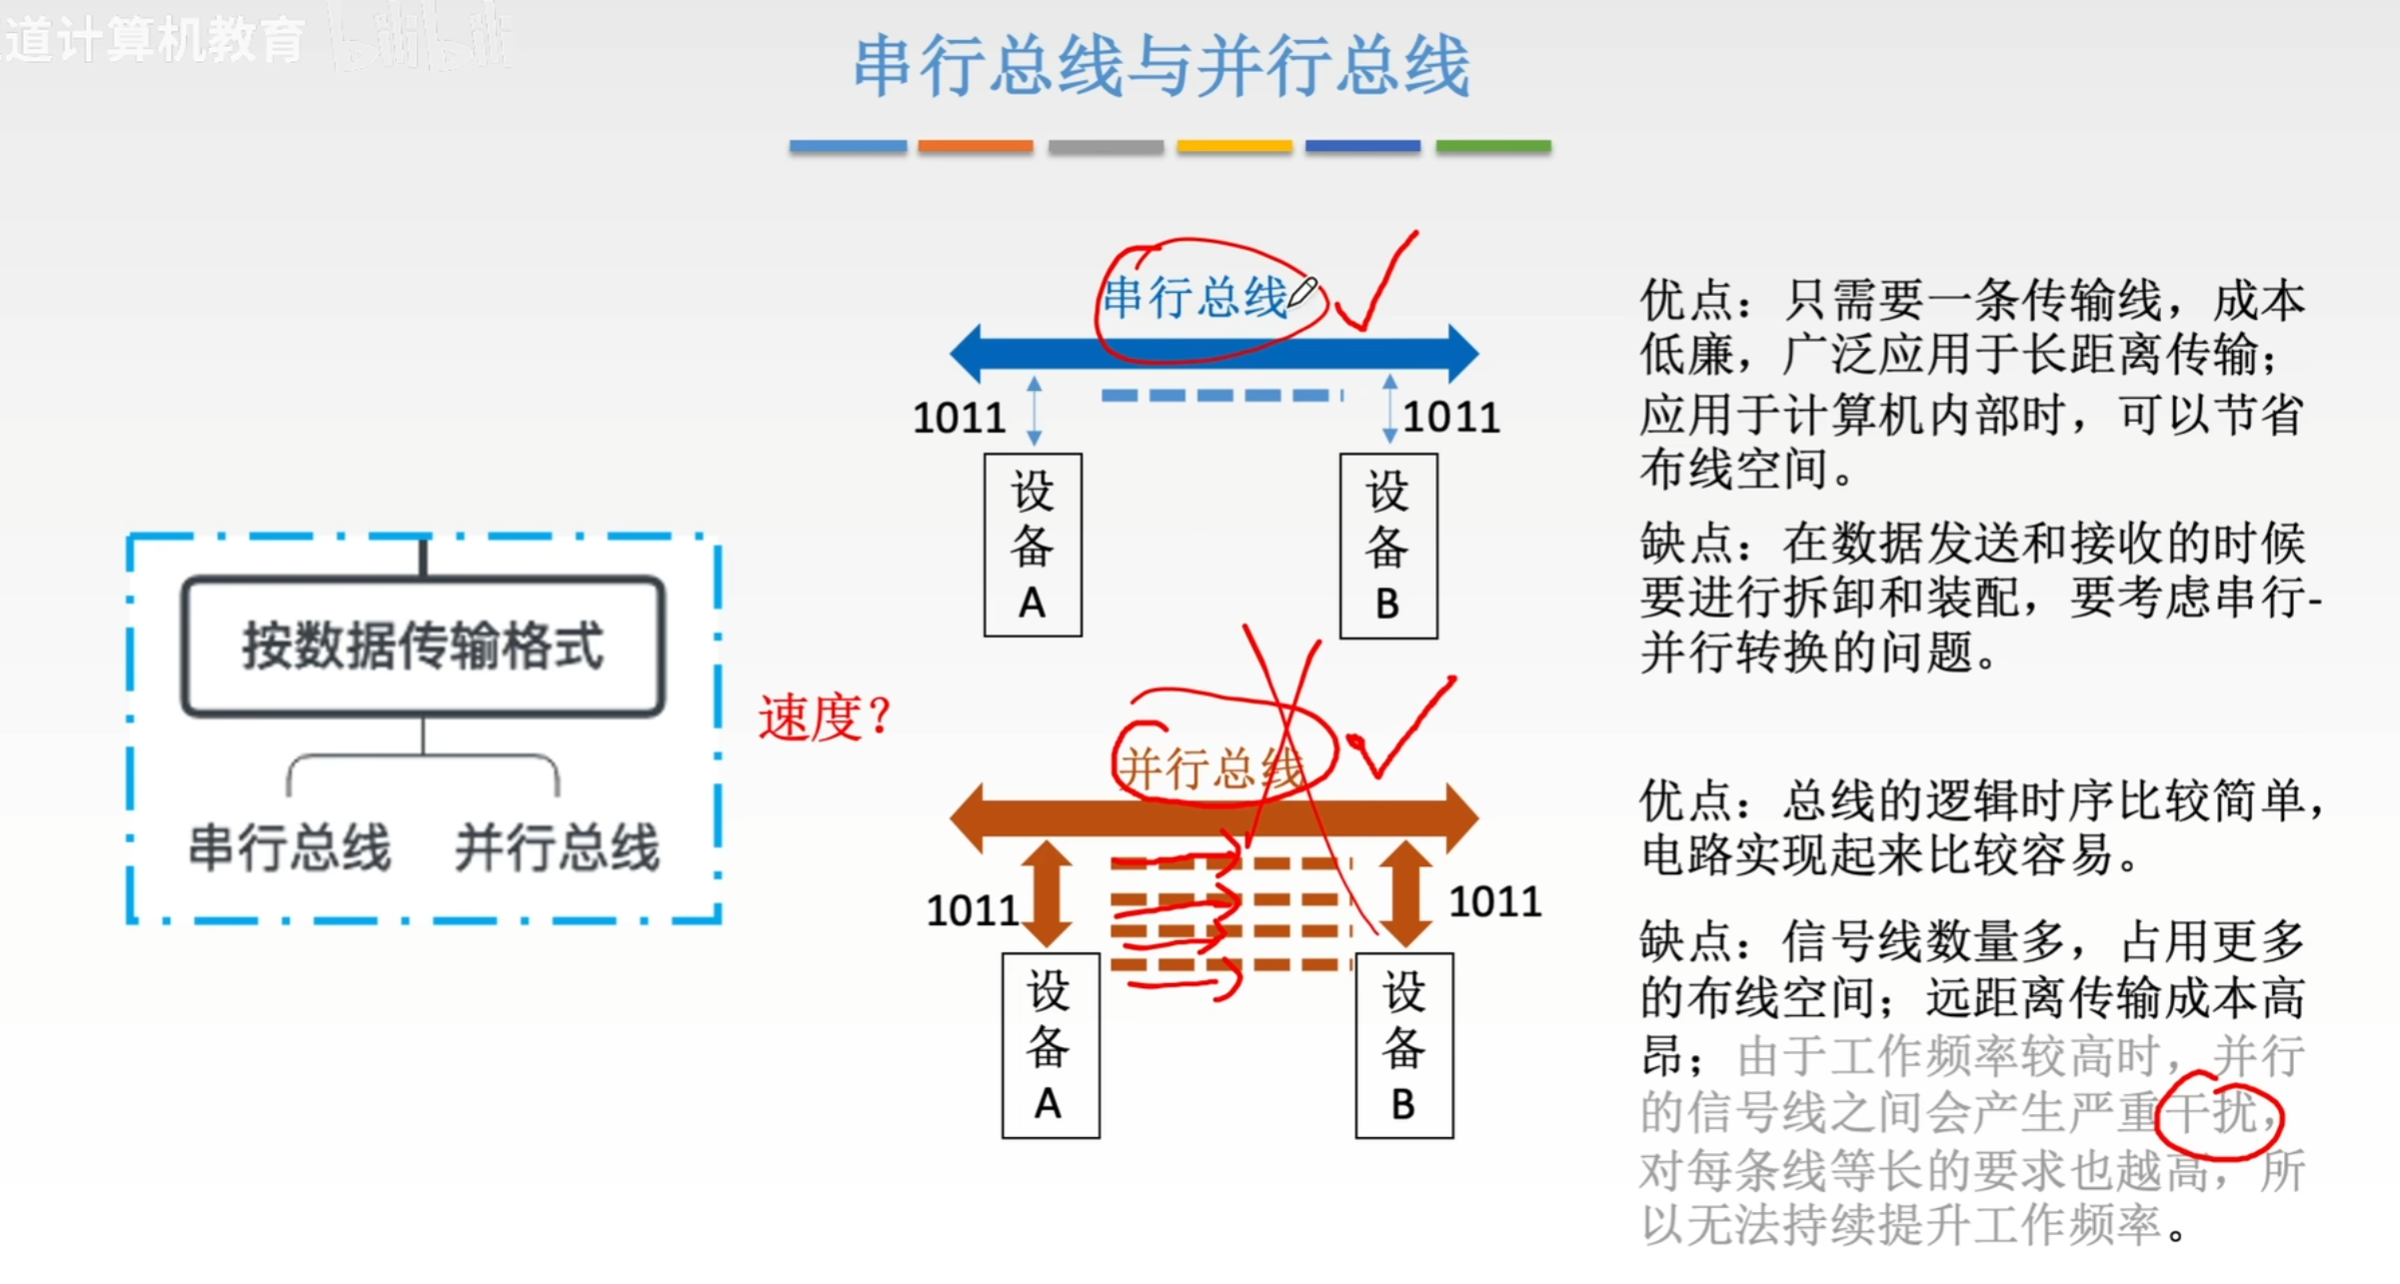 道计算机教育 bilibili
串行总线与并行总线
按数据传输格式
串行总线 并行总线
速度？
串行总线
1011 1011
设备A 设备B
并行总线
1011 1011
设备A 设备B
优点：只需要一条传输线，成本
低廉，广泛应用于长距离传输；
应用于计算机内部时，可以节省
布线空间。
缺点：在数据发送和接收的时候
要进行拆卸和装配，要考虑串行-
并行转换的问题。
优点：总线的逻辑时序比较简单，
电路实现起来比较容易。
缺点：信号线数量多，占用更多
的布线空间；远距离传输成本高
昂；由于工作频率较高时，并行
的信号线之间会产生严重干扰，
对每条线等长的要求也越高，所
以无法持续提升工作频率。